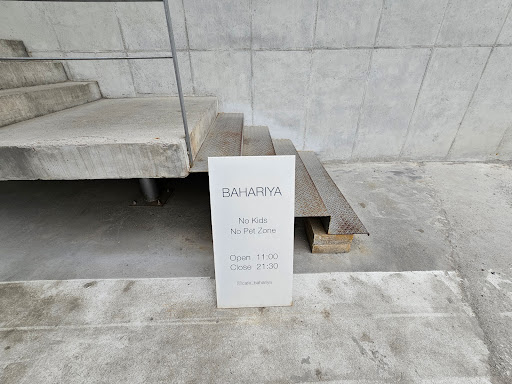 BAHARIYA
No Kids
No Pet Zone
Open 11:00
Close 21:30